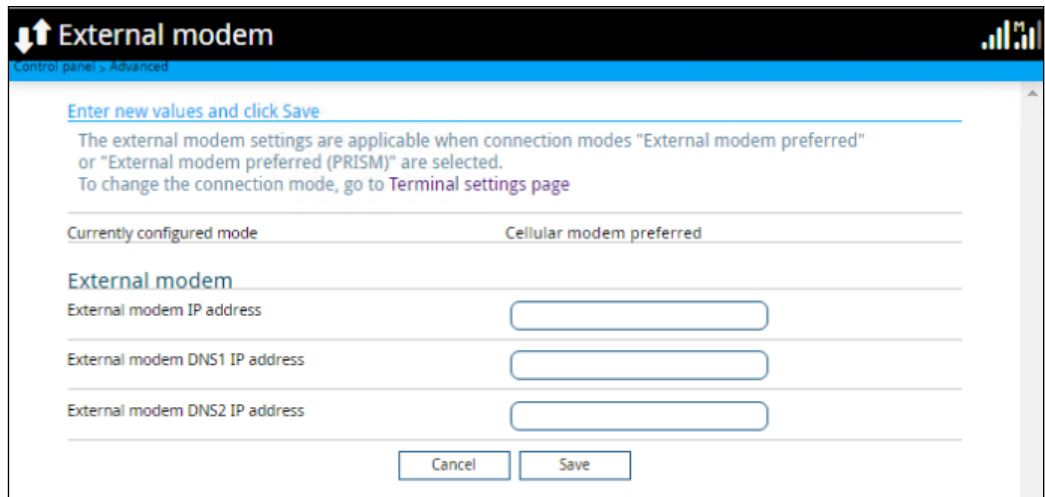 External modem
M
Control panel > Advanced
Enter new values and click Save
The external modem settings are applicable when connection modes "External modem preferred"
or "External modem preferred (PRISM)" are selected.
To change the connection mode, go to Terminal settings page
Currently configured mode Cellular modem preferred
External modem
External modem IP address
External modem DNS1 IP address
External modem DNS2 IP address
Cancel Save